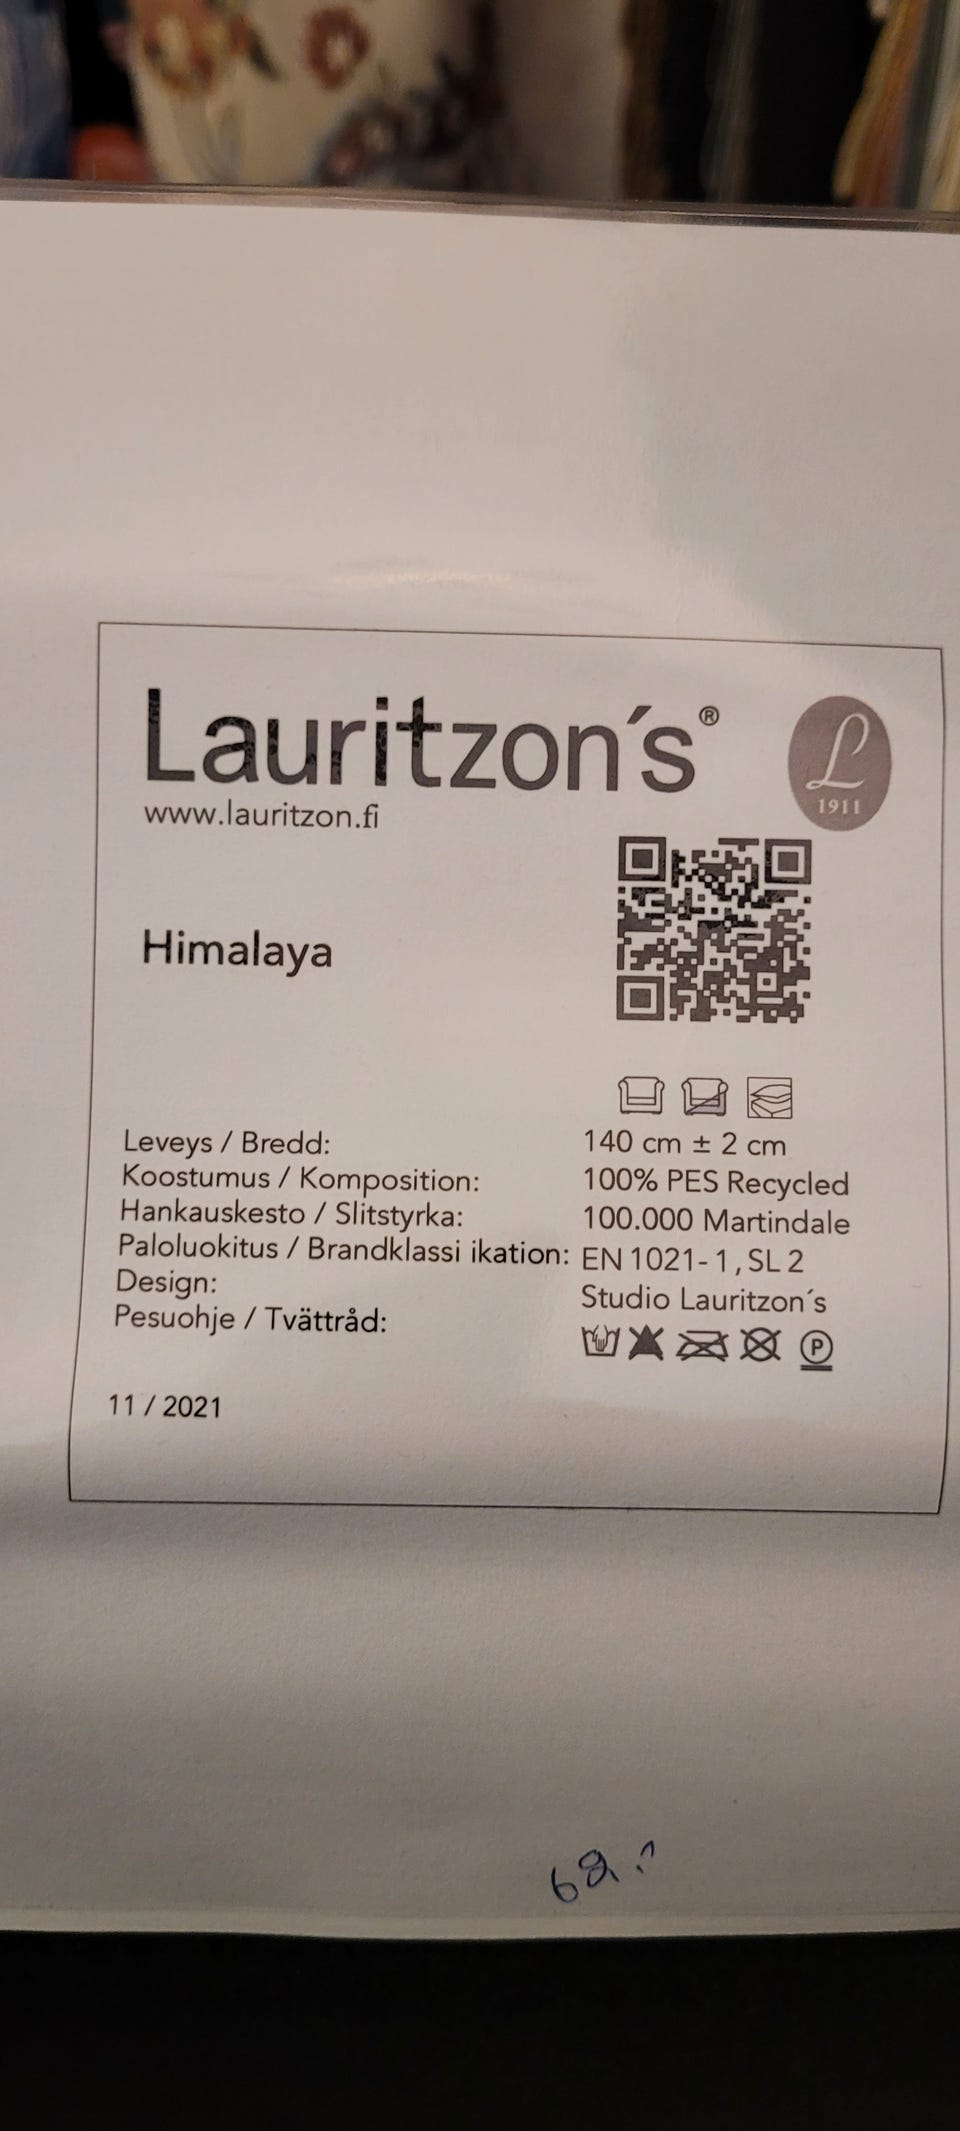 Lauritzon´s®
L
1911
www.lauritzon.fi
Himalaya
Leveys / Bredd: 140 cm ± 2 cm
Koostumus / Komposition: 100% PES Recycled
Hankauskesto / Slitstyrka: 100.000 Martindale
Paloluokitus / Brandklassi ikation: EN 1021-1, SL 2
Design: Studio Lauritzon´s
Pesuohje / Tvättråd: P
11 / 2021